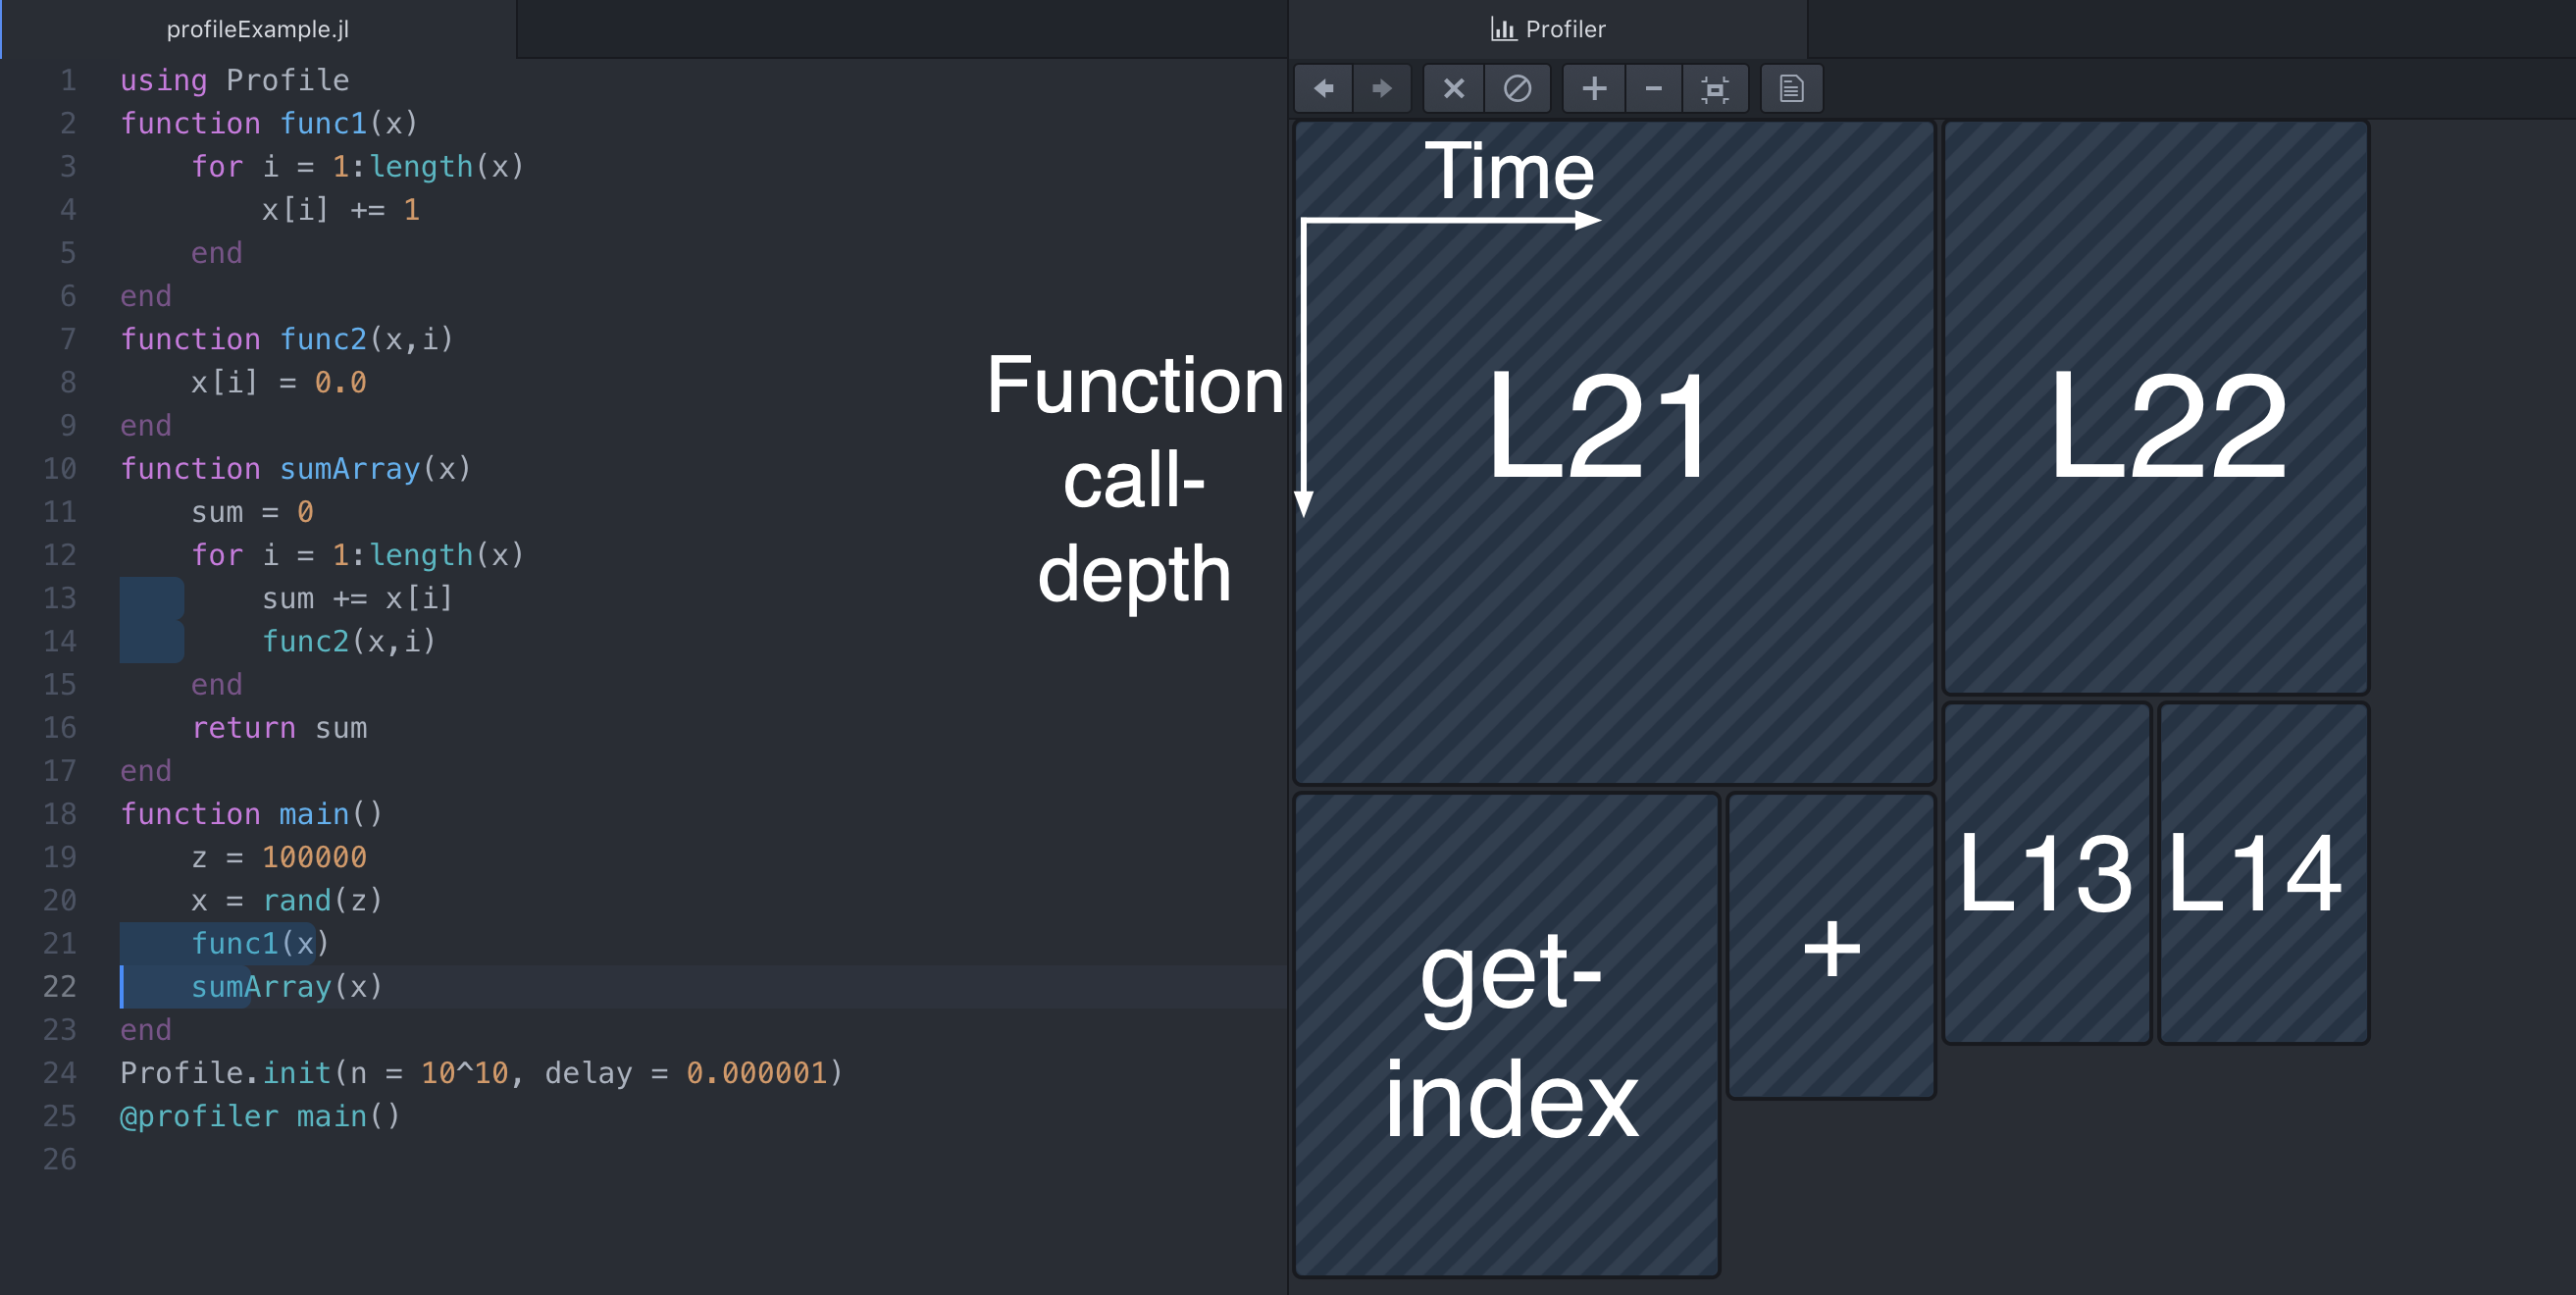 profileExample.jl
1 using Profile
2 function func1(x)
3     for i = 1:length(x)
4         x[i] += 1
5     end
6 end
7 function func2(x,i)
8     x[i] = 0.0
9 end
10 function sumArray(x)
11     sum = 0
12     for i = 1:length(x)
13         sum += x[i]
14         func2(x,i)
15     end
16     return sum
17 end
18 function main()
19     z = 100000
20     x = rand(z)
21     func1(x)
22     sumArray(x)
23 end
24 Profile.init(n = 10^10, delay = 0.000001)
25 @profiler main()
26
Function
call-
depth
Profiler
Time
L21
L22
get-
index
+
L13
L14